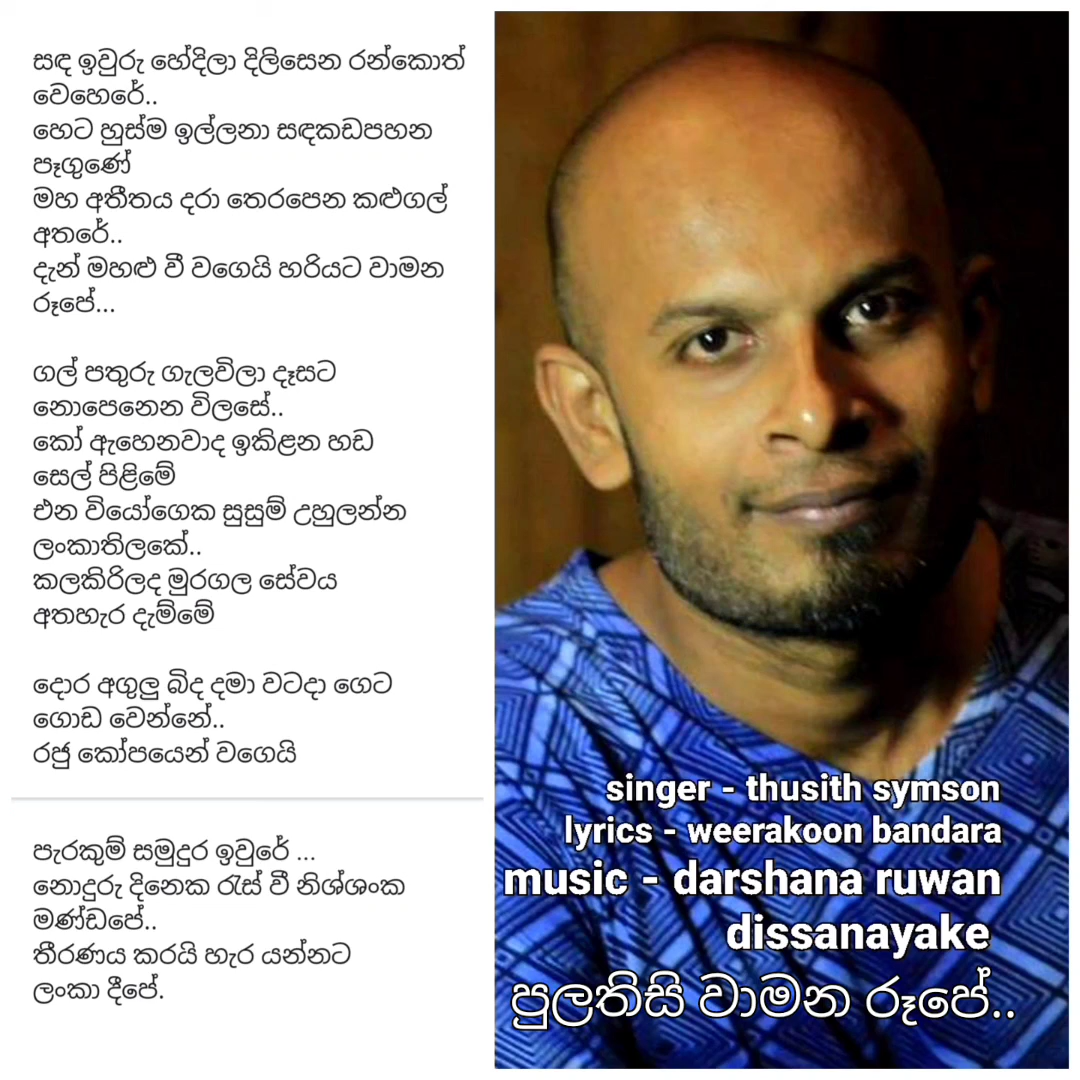 සඳ ඉවුරු හේදිලා දිලිසෙන රන්කොත්
වෙහෙරේ..
හෙට හුස්ම ඉල්ලනා සඳකඩපහන
පෑගුණේ
මහ අතීතය දරා තෙරපෙන කළුගල්
අතරේ..
දැන් මහළු වී වගෙයි හරියට වාමන
රූපේ...
ගල් පතුරු ගැලවිලා දෑසට
නොපෙනෙන විලසේ..
කෝ ඇහෙනවාද ඉකිළන හඩ
සෙල් පිළිමේ
එන වියෝගෙක සුසුම් උහුලන්න
ලංකාතිලකේ..
කලකිරිලද මුරගල සේවය
අතහැර දැම්මේ
දොර අගුලු බිද දමා වටදා ගෙට
ගොඩ වෙන්නේ..
රජු කෝපයෙන් වගෙයි
පැරකුම් සමුදුර ඉවුරේ ...
නොදුරු දිනෙක රැස් වී නිශ්ශංක
මණ්ඩපේ..
තීරණය කරයි හැර යන්නට
ලංකා දීපේ.
singer - thusith symson
lyrics - weerakoon bandara
music - darshana ruwan
dissanayake
පුලතිසි වාමන රූපේ..